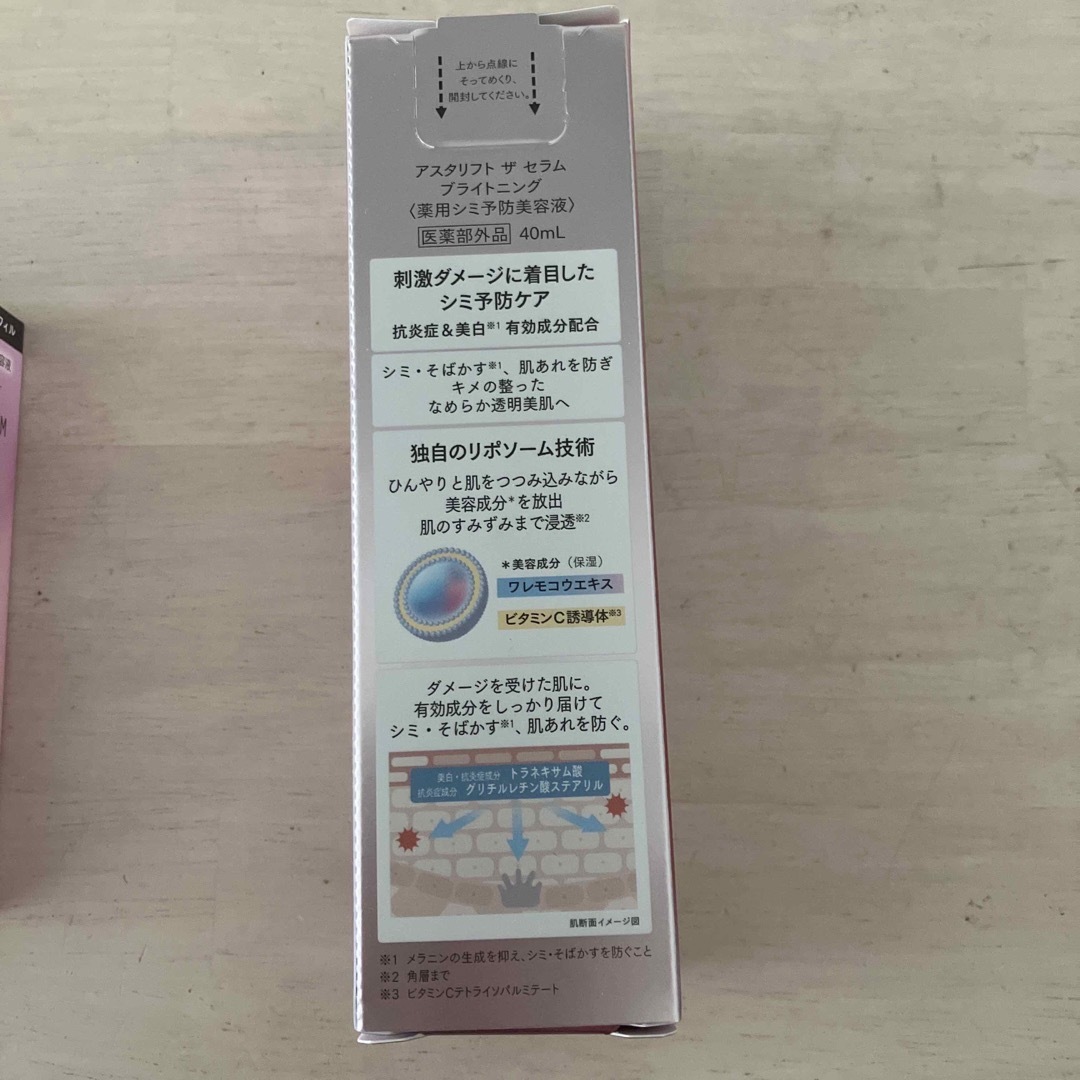 上から点線に
そってめくり、
開封してください。
アスタリフト ザ セラム
ブライトニング
〈薬用シミ予防美容液〉
医薬部外品 40mL
刺激ダメージに着目した
シミ予防ケア
抗炎症&美白※1 有効成分配合
シミ・そばかす※1、肌あれを防ぎ
キメの整った
なめらか透明美肌へ
独自のリポソーム技術
ひんやりと肌をつつみ込みながら
美容成分*を放出
肌のすみずみまで浸透※2
*美容成分(保湿)
ワレモコウエキス
ビタミンC誘導体※3
ダメージを受けた肌に。
有効成分をしっかり届けて
シミ・そばかす※1、肌あれを防ぐ。
美白・抗炎症成分 トラネキサム酸
抗炎症成分 グリチルレチン酸ステアリル
肌断面イメージ図
※1 メラニンの生成を抑え、シミ・そばかすを防ぐこと
※2 角層まで
※3 ビタミンCテトライソパルミテート
ィル
M